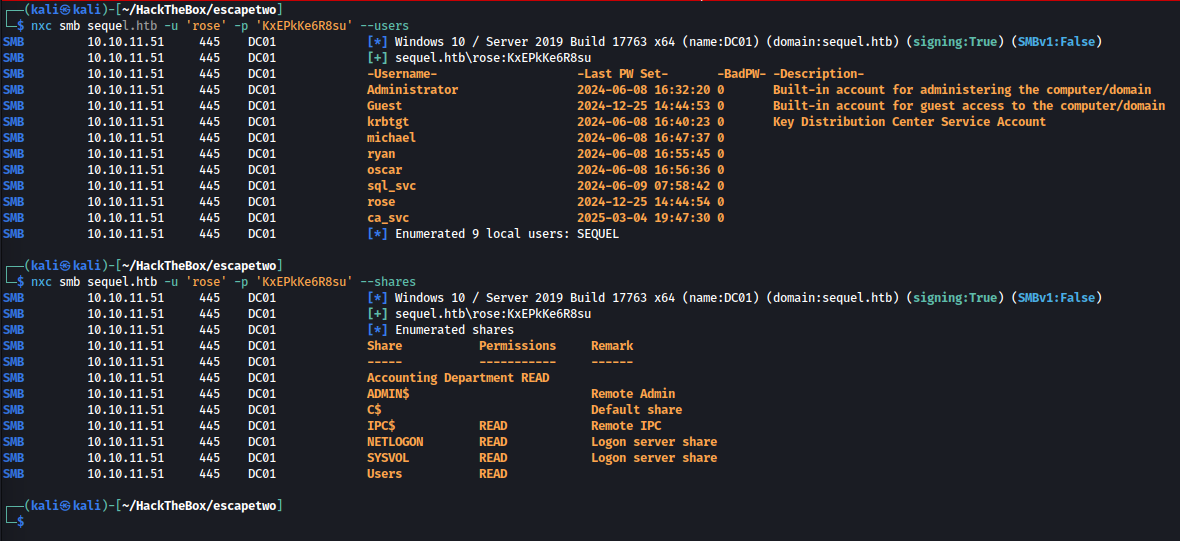 ┌──(kali㉿kali)-[~/HackTheBox/escapetwo]
└─$ nxc smb sequel.htb -u 'rose' -p 'KxEPkKe6R8su' --users
SMB 10.10.11.51 445 DC01 [*] Windows 10 / Server 2019 Build 17763 x64 (name:DC01) (domain:sequel.htb) (signing:True) (SMBv1:False)
SMB 10.10.11.51 445 DC01 [+] sequel.htb\rose:KxEPkKe6R8su
SMB 10.10.11.51 445 DC01 -Username- -Last PW Set- -BadPW- -Description-
SMB 10.10.11.51 445 DC01 Administrator 2024-06-08 16:32:20 0 Built-in account for administering the computer/domain
SMB 10.10.11.51 445 DC01 Guest 2024-12-25 14:44:53 0 Built-in account for guest access to the computer/domain
SMB 10.10.11.51 445 DC01 krbtgt 2024-06-08 16:40:23 0 Key Distribution Center Service Account
SMB 10.10.11.51 445 DC01 michael 2024-06-08 16:47:37 0
SMB 10.10.11.51 445 DC01 ryan 2024-06-08 16:55:45 0
SMB 10.10.11.51 445 DC01 oscar 2024-06-08 16:56:36 0
SMB 10.10.11.51 445 DC01 sql_svc 2024-06-09 07:58:42 0
SMB 10.10.11.51 445 DC01 rose 2024-12-25 14:44:54 0
SMB 10.10.11.51 445 DC01 ca_svc 2025-03-04 19:47:30 0
SMB 10.10.11.51 445 DC01 [*] Enumerated 9 local users: SEQUEL
┌──(kali㉿kali)-[~/HackTheBox/escapetwo]
└─$ nxc smb sequel.htb -u 'rose' -p 'KxEPkKe6R8su' --shares
SMB 10.10.11.51 445 DC01 [*] Windows 10 / Server 2019 Build 17763 x64 (name:DC01) (domain:sequel.htb) (signing:True) (SMBv1:False)
SMB 10.10.11.51 445 DC01 [+] sequel.htb\rose:KxEPkKe6R8su
SMB 10.10.11.51 445 DC01 [*] Enumerated shares
SMB 10.10.11.51 445 DC01 Share Permissions Remark
SMB 10.10.11.51 445 DC01 ----- ----------- ------
SMB 10.10.11.51 445 DC01 Accounting Department READ
SMB 10.10.11.51 445 DC01 ADMIN$ Remote Admin
SMB 10.10.11.51 445 DC01 C$ Default share
SMB 10.10.11.51 445 DC01 IPC$ READ Remote IPC
SMB 10.10.11.51 445 DC01 NETLOGON READ Logon server share
SMB 10.10.11.51 445 DC01 SYSVOL READ Logon server share
SMB 10.10.11.51 445 DC01 Users READ
┌──(kali㉿kali)-[~/HackTheBox/escapetwo]
└─$